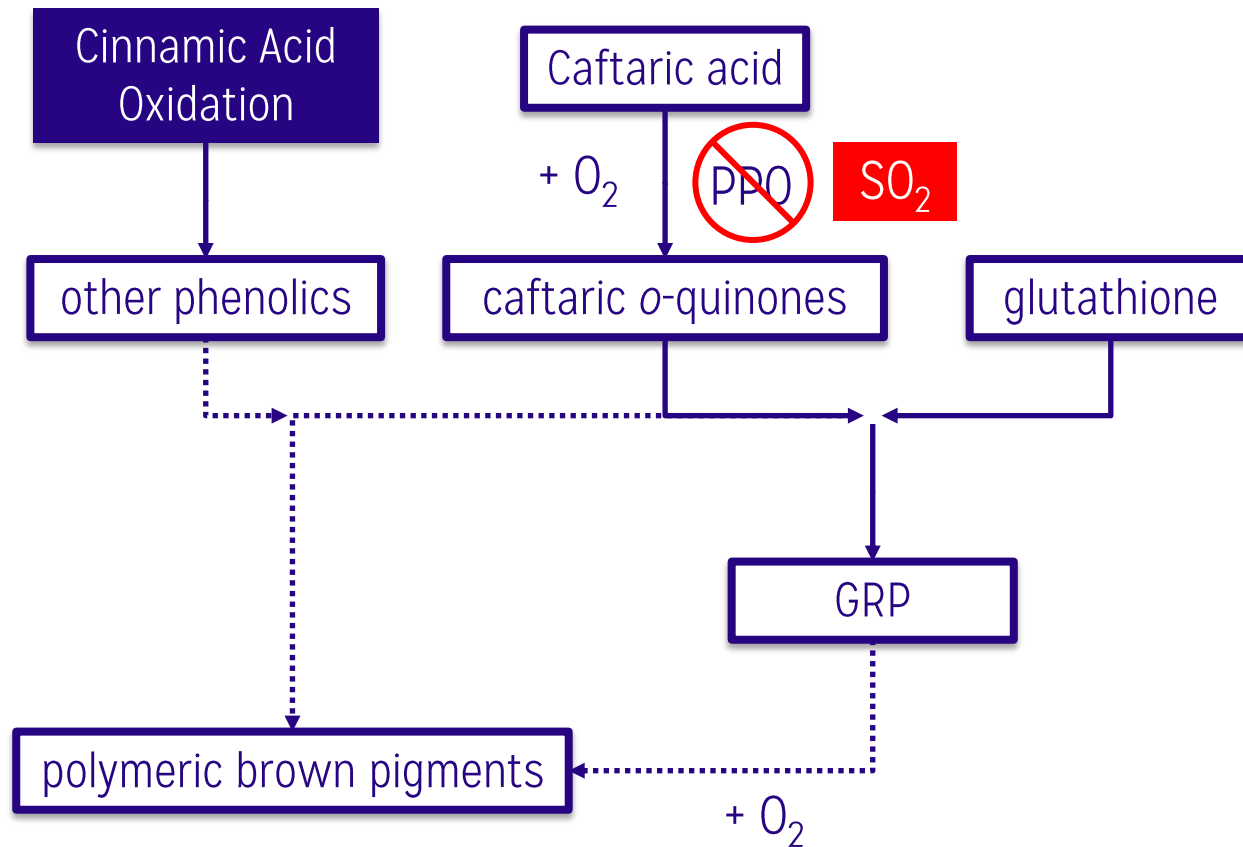 Cinnamic Acid
Oxidation
Caftaric acid
+ O₂
PPO
SO₂
other phenolics
caftaric o-quinones
glutathione
GRP
polymeric brown pigments
+ O₂